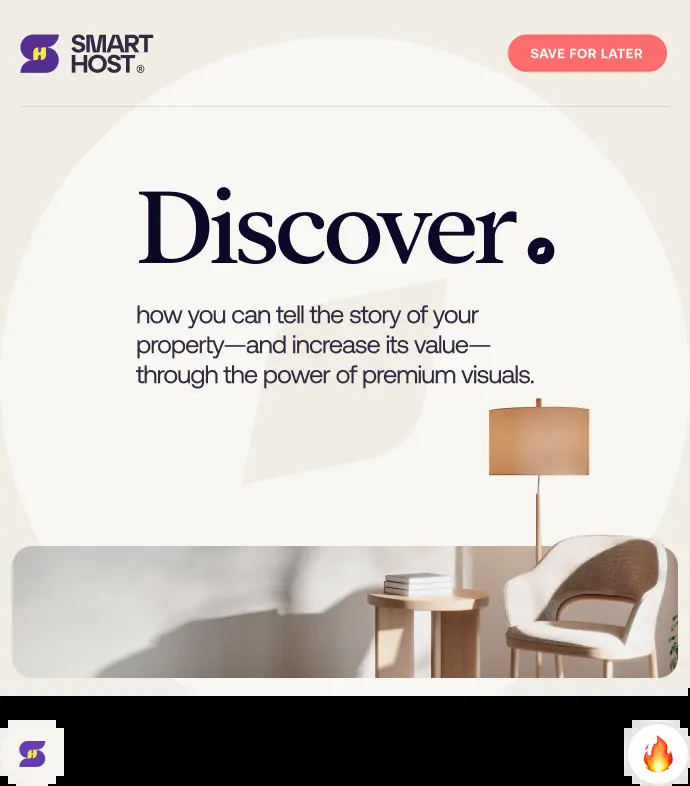 SMART
HOST®
SAVE FOR LATER
Discover.
how you can tell the story of your
property—and increase its value—
through the power of premium visuals.